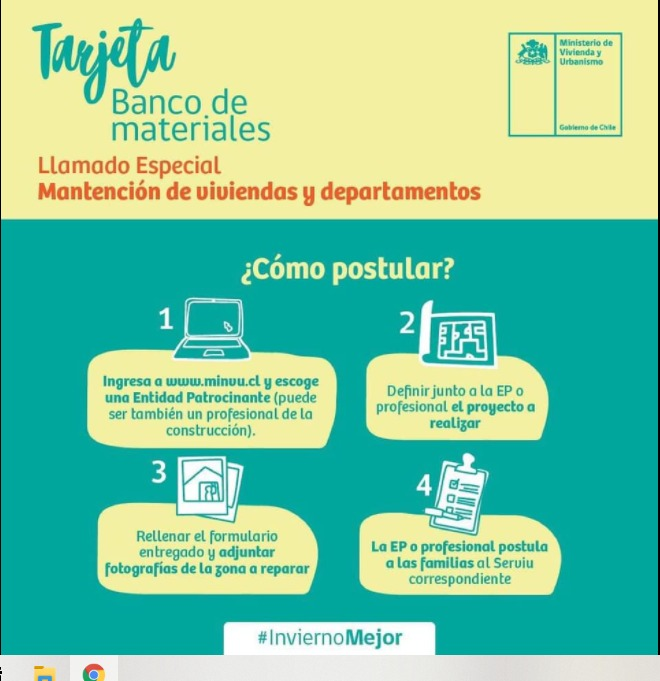 Tarjeta
Banco de
materiales
Ministerio de
Vivienda y
Urbanismo
Gobierno de Chile
Llamado Especial
Mantención de viviendas y departamentos
¿Cómo postular?
1
Ingresa a www.minvu.cl y escoge
una Entidad Patrocinante (puede
ser también un profesional de la
construcción).
2
Definir junto a la EP o
profesional el proyecto a
realizar
3
Rellenar el formulario
entregado y adjuntar
fotografías de la zona a reparar
4
La EP o profesional postula
a las familias al Serviu
correspondiente
#InviernoMejor